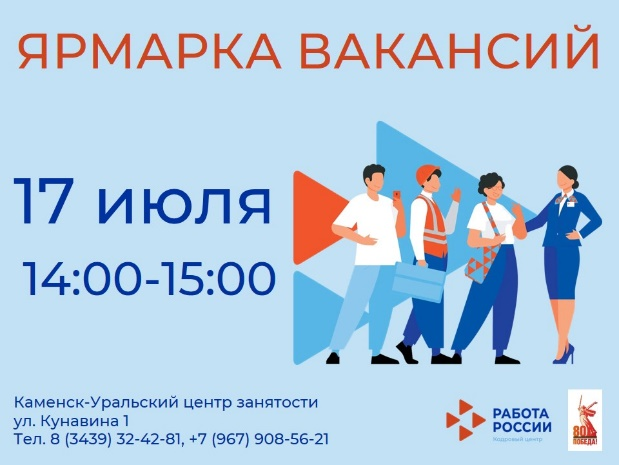 ЯРМАРКА ВАКАНСИЙ
17 июля
14:00-15:00
Каменск-Уральский центр занятости
ул. Кунавина 1
Тел. 8 (3439) 32-42-81, +7 (967) 908-56-21
РАБОТА
РОССИИ
Кадровый центр
80
ПОБЕДА!